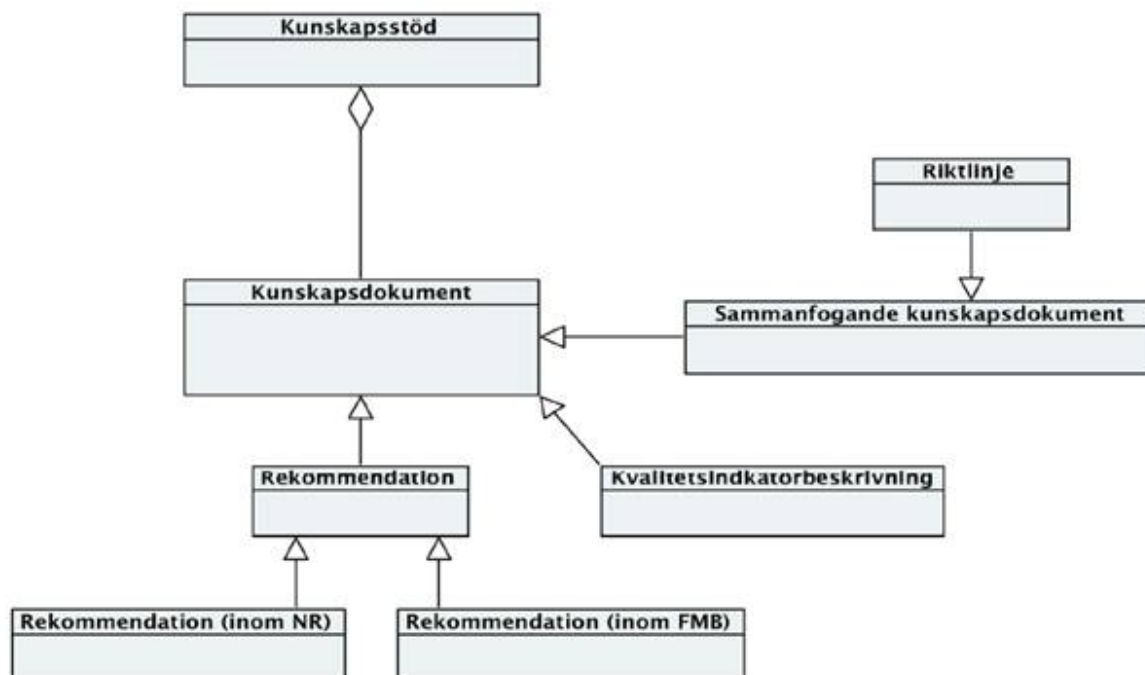 Kunskapsstöd
Riktlinje
Kunskapsdokument
Sammanfogande kunskapsdokument
Rekommendation
Kvalitetsindkatorbeskrivning
Rekommendation (inom NR)
Rekommendation (inom FMB)